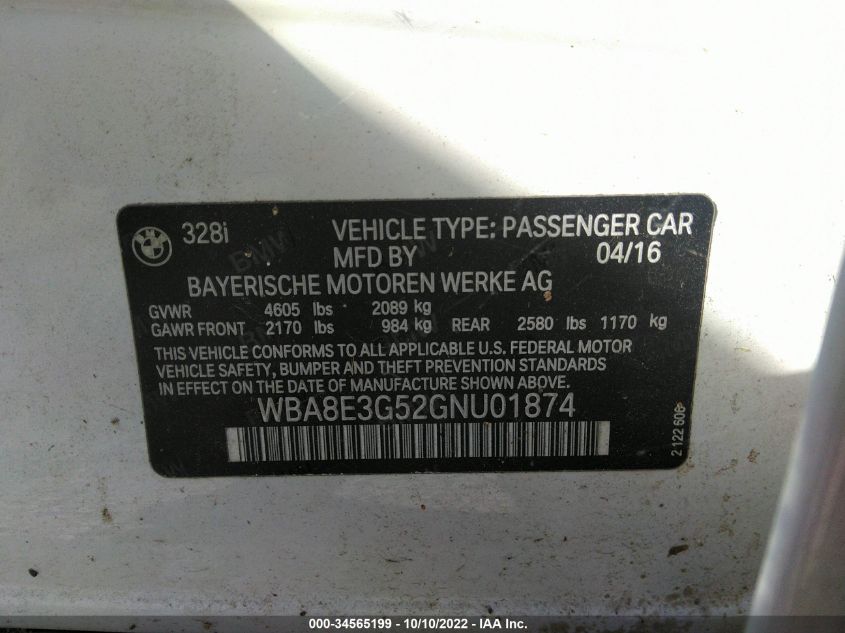 328i VEHICLE TYPE: PASSENGER CAR
MFD BY 04/16
BAYERISCHE MOTOREN WERKE AG
GVWR 4605 lbs 2089 kg
GAWR FRONT 2170 lbs 984 kg REAR 2580 lbs 1170 kg
THIS VEHICLE CONFORMS TO ALL APPLICABLE U.S. FEDERAL MOTOR
VEHICLE SAFETY, BUMPER AND THEFT PREVENTION STANDARDS
IN EFFECT ON THE DATE OF MANUFACTURE SHOWN ABOVE.
WBA8E3G52GNU01874
2 122 606
000-34565199 - 10/10/2022 - IAA Inc.